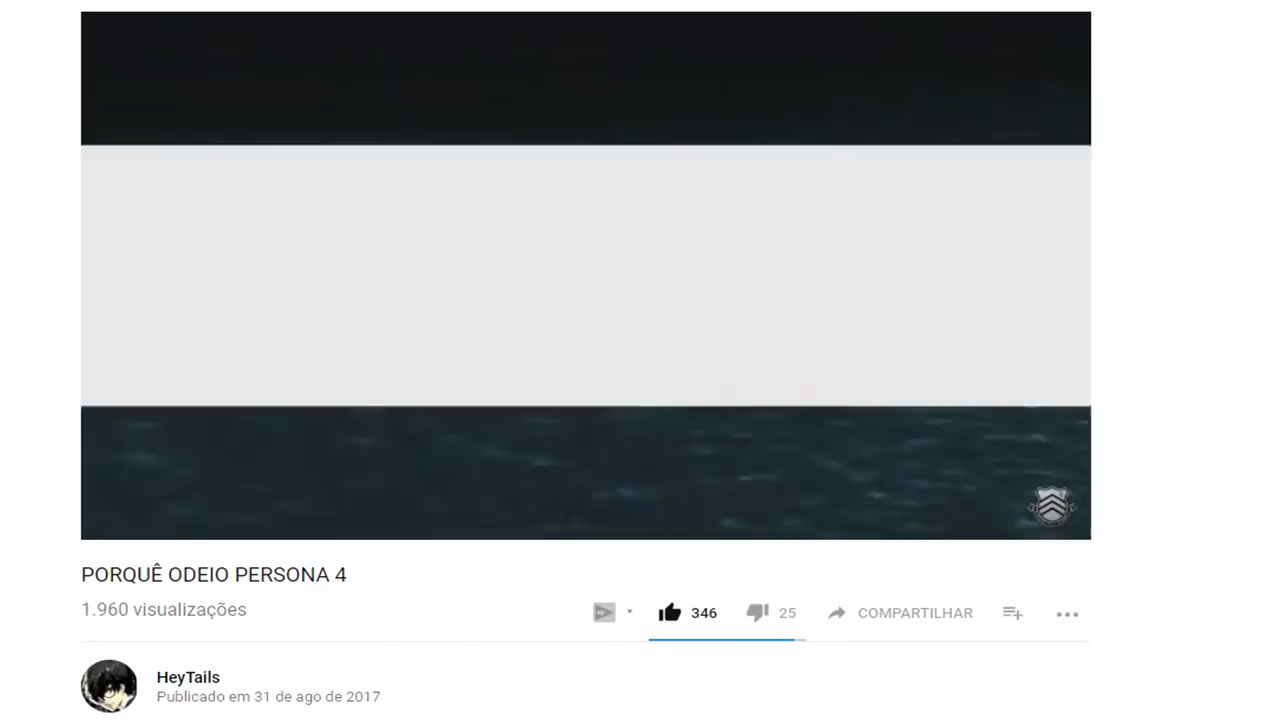 PORQUÊ ODEIO PERSONA 4
1.960 visualizações
346
25
COMPARTILHAR
HeyTails
Publicado em 31 de ago de 2017